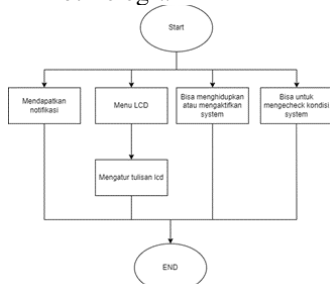 Start
Mendapatkan
notifikasi
Menu LCD
Bisa menghidupkan
atau mengaktifkan
system
Bisa untuk
mengecheck kondisi
system
Mengatur tulisan lcd
END